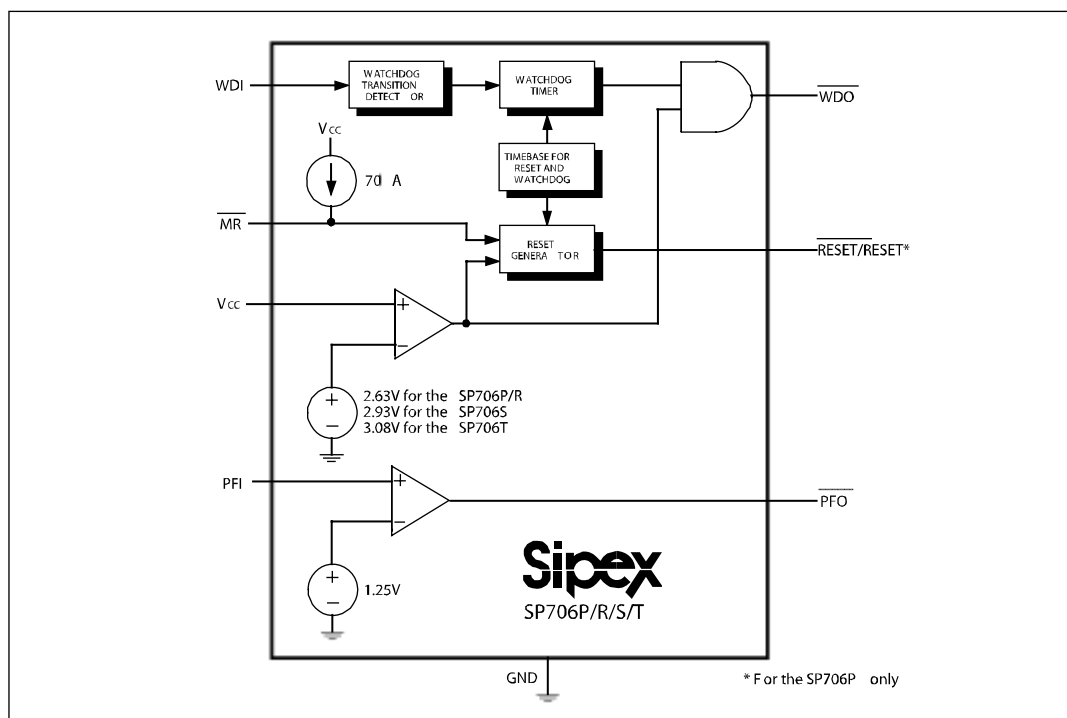 WDI
WATCHDOG
TRANSITION
DETECT OR
WATCHDOG
TIMER
WDO
VCC
70 A
TIMEBASE FOR
RESET AND
WATCHDOG
MR
RESET
GENERA TOR
RESET/RESET*
VCC
+
−
+
−
2.63V for the SP706P/R
2.93V for the SP706S
3.08V for the SP706T
PFI
+
−
PFO
+
−
1.25V
Sipex
SP706P/R/S/T
GND
* F or the SP706P only